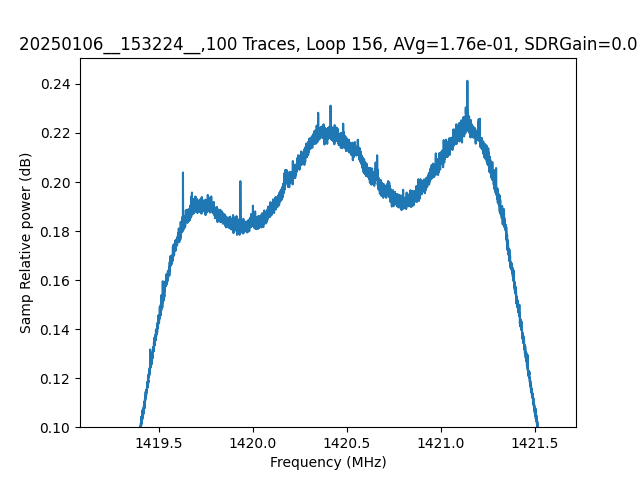 20250106__153224__,100 Traces, Loop 156, AVg=1.76e-01, SDRGain=0.0
0.24
0.22
0.20
0.18
0.16
0.14
0.12
0.10
Samp Relative power (dB)
1419.5 1420.0 1420.5 1421.0 1421.5
Frequency (MHz)